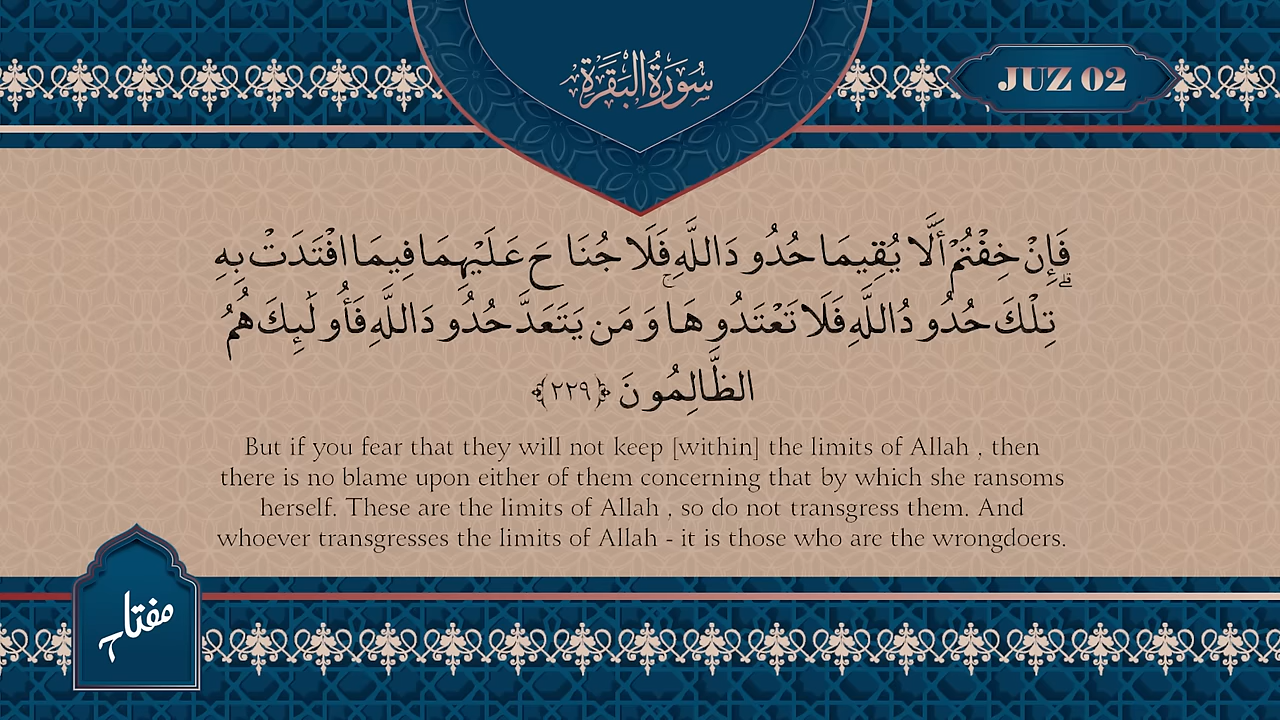 سُورَةُ البَقَرَةِ
JUZ 02
فَإِنْ خِفْتُمْ أَلَّا يُقِيمَا حُدُودَ اللَّهِ فَلَا جُنَاحَ عَلَيْهِمَا فِيمَا افْتَدَتْ بِهِ ۗ
تِلْكَ حُدُودُ اللَّهِ فَلَا تَعْتَدُوهَا وَمَن يَتَعَدَّ حُدُودَ اللَّهِ فَأُولَٰئِكَ هُمُ
الظَّالِمُونَ ﴿٢٢٩﴾
But if you fear that they will not keep [within] the limits of Allah , then
there is no blame upon either of them concerning that by which she ransoms
herself. These are the limits of Allah , so do not transgress them. And
whoever transgresses the limits of Allah - it is those who are the wrongdoers.
مفتاح